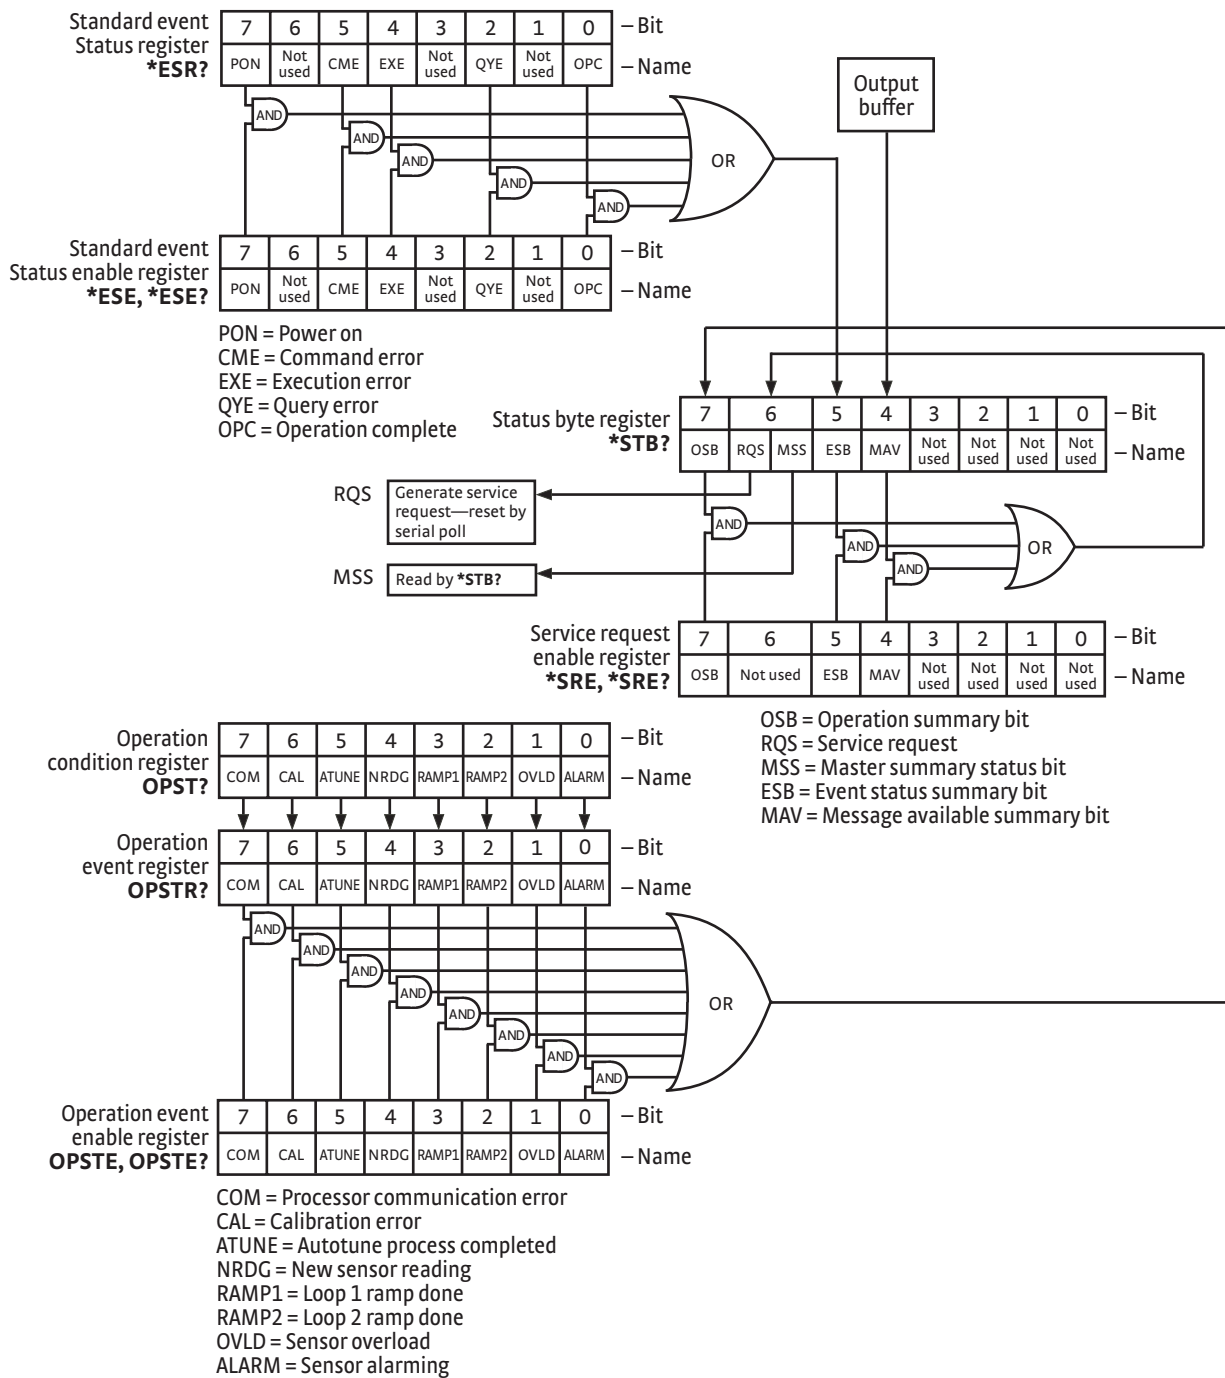 Standard event
Status register
*ESR?
7 6 5 4 3 2 1 0 – Bit
PON Not used CME EXE Not used QYE Not used OPC – Name
AND
AND
AND
AND
AND
OR
Output
buffer
Standard event
Status enable register
*ESE, *ESE?
7 6 5 4 3 2 1 0 – Bit
PON Not used CME EXE Not used QYE Not used OPC – Name
PON = Power on
CME = Command error
EXE = Execution error
QYE = Query error
OPC = Operation complete
Status byte register
*STB?
7 6 5 4 3 2 1 0 – Bit
OSB RQS MSS ESB MAV Not used Not used Not used Not used – Name
RQS
Generate service
request—reset by
serial poll
MSS
Read by *STB?
AND
AND
AND
OR
Service request
enable register
*SRE, *SRE?
7 6 5 4 3 2 1 0 – Bit
OSB Not used ESB MAV Not used Not used Not used Not used – Name
OSB = Operation summary bit
RQS = Service request
MSS = Master summary status bit
ESB = Event status summary bit
MAV = Message available summary bit
Operation
condition register
OPST?
7 6 5 4 3 2 1 0 – Bit
COM CAL ATUNE NRDG RAMP1 RAMP2 OVLD ALARM – Name
Operation
event register
OPSTR?
7 6 5 4 3 2 1 0 – Bit
COM CAL ATUNE NRDG RAMP1 RAMP2 OVLD ALARM – Name
AND
AND
AND
AND
AND
AND
AND
AND
OR
Operation event
enable register
OPSTE, OPSTE?
7 6 5 4 3 2 1 0 – Bit
COM CAL ATUNE NRDG RAMP1 RAMP2 OVLD ALARM – Name
COM = Processor communication error
CAL = Calibration error
ATUNE = Autotune process completed
NRDG = New sensor reading
RAMP1 = Loop 1 ramp done
RAMP2 = Loop 2 ramp done
OVLD = Sensor overload
ALARM = Sensor alarming